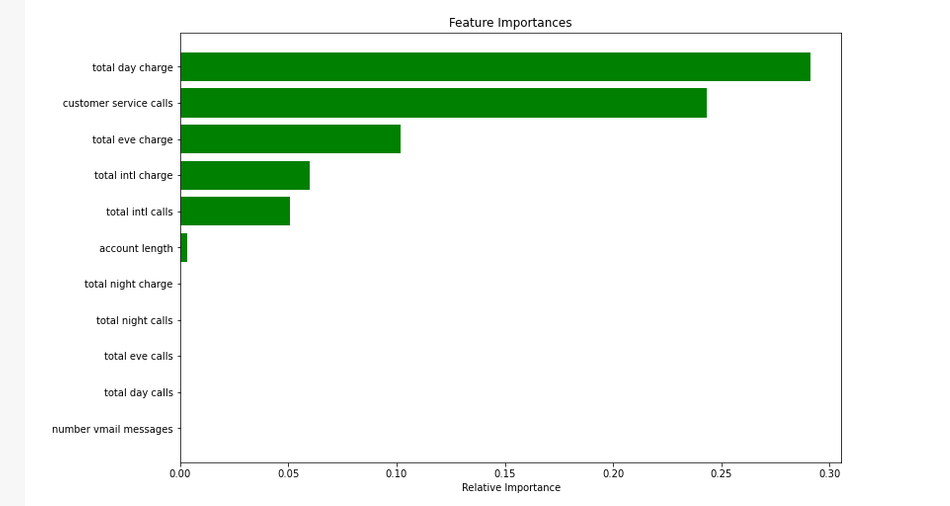 Feature Importances
total day charge
customer service calls
total eve charge
total intl charge
total intl calls
account length
total night charge
total night calls
total eve calls
total day calls
number vmail messages
0.00 0.05 0.10 0.15 0.20 0.25 0.30
Relative Importance